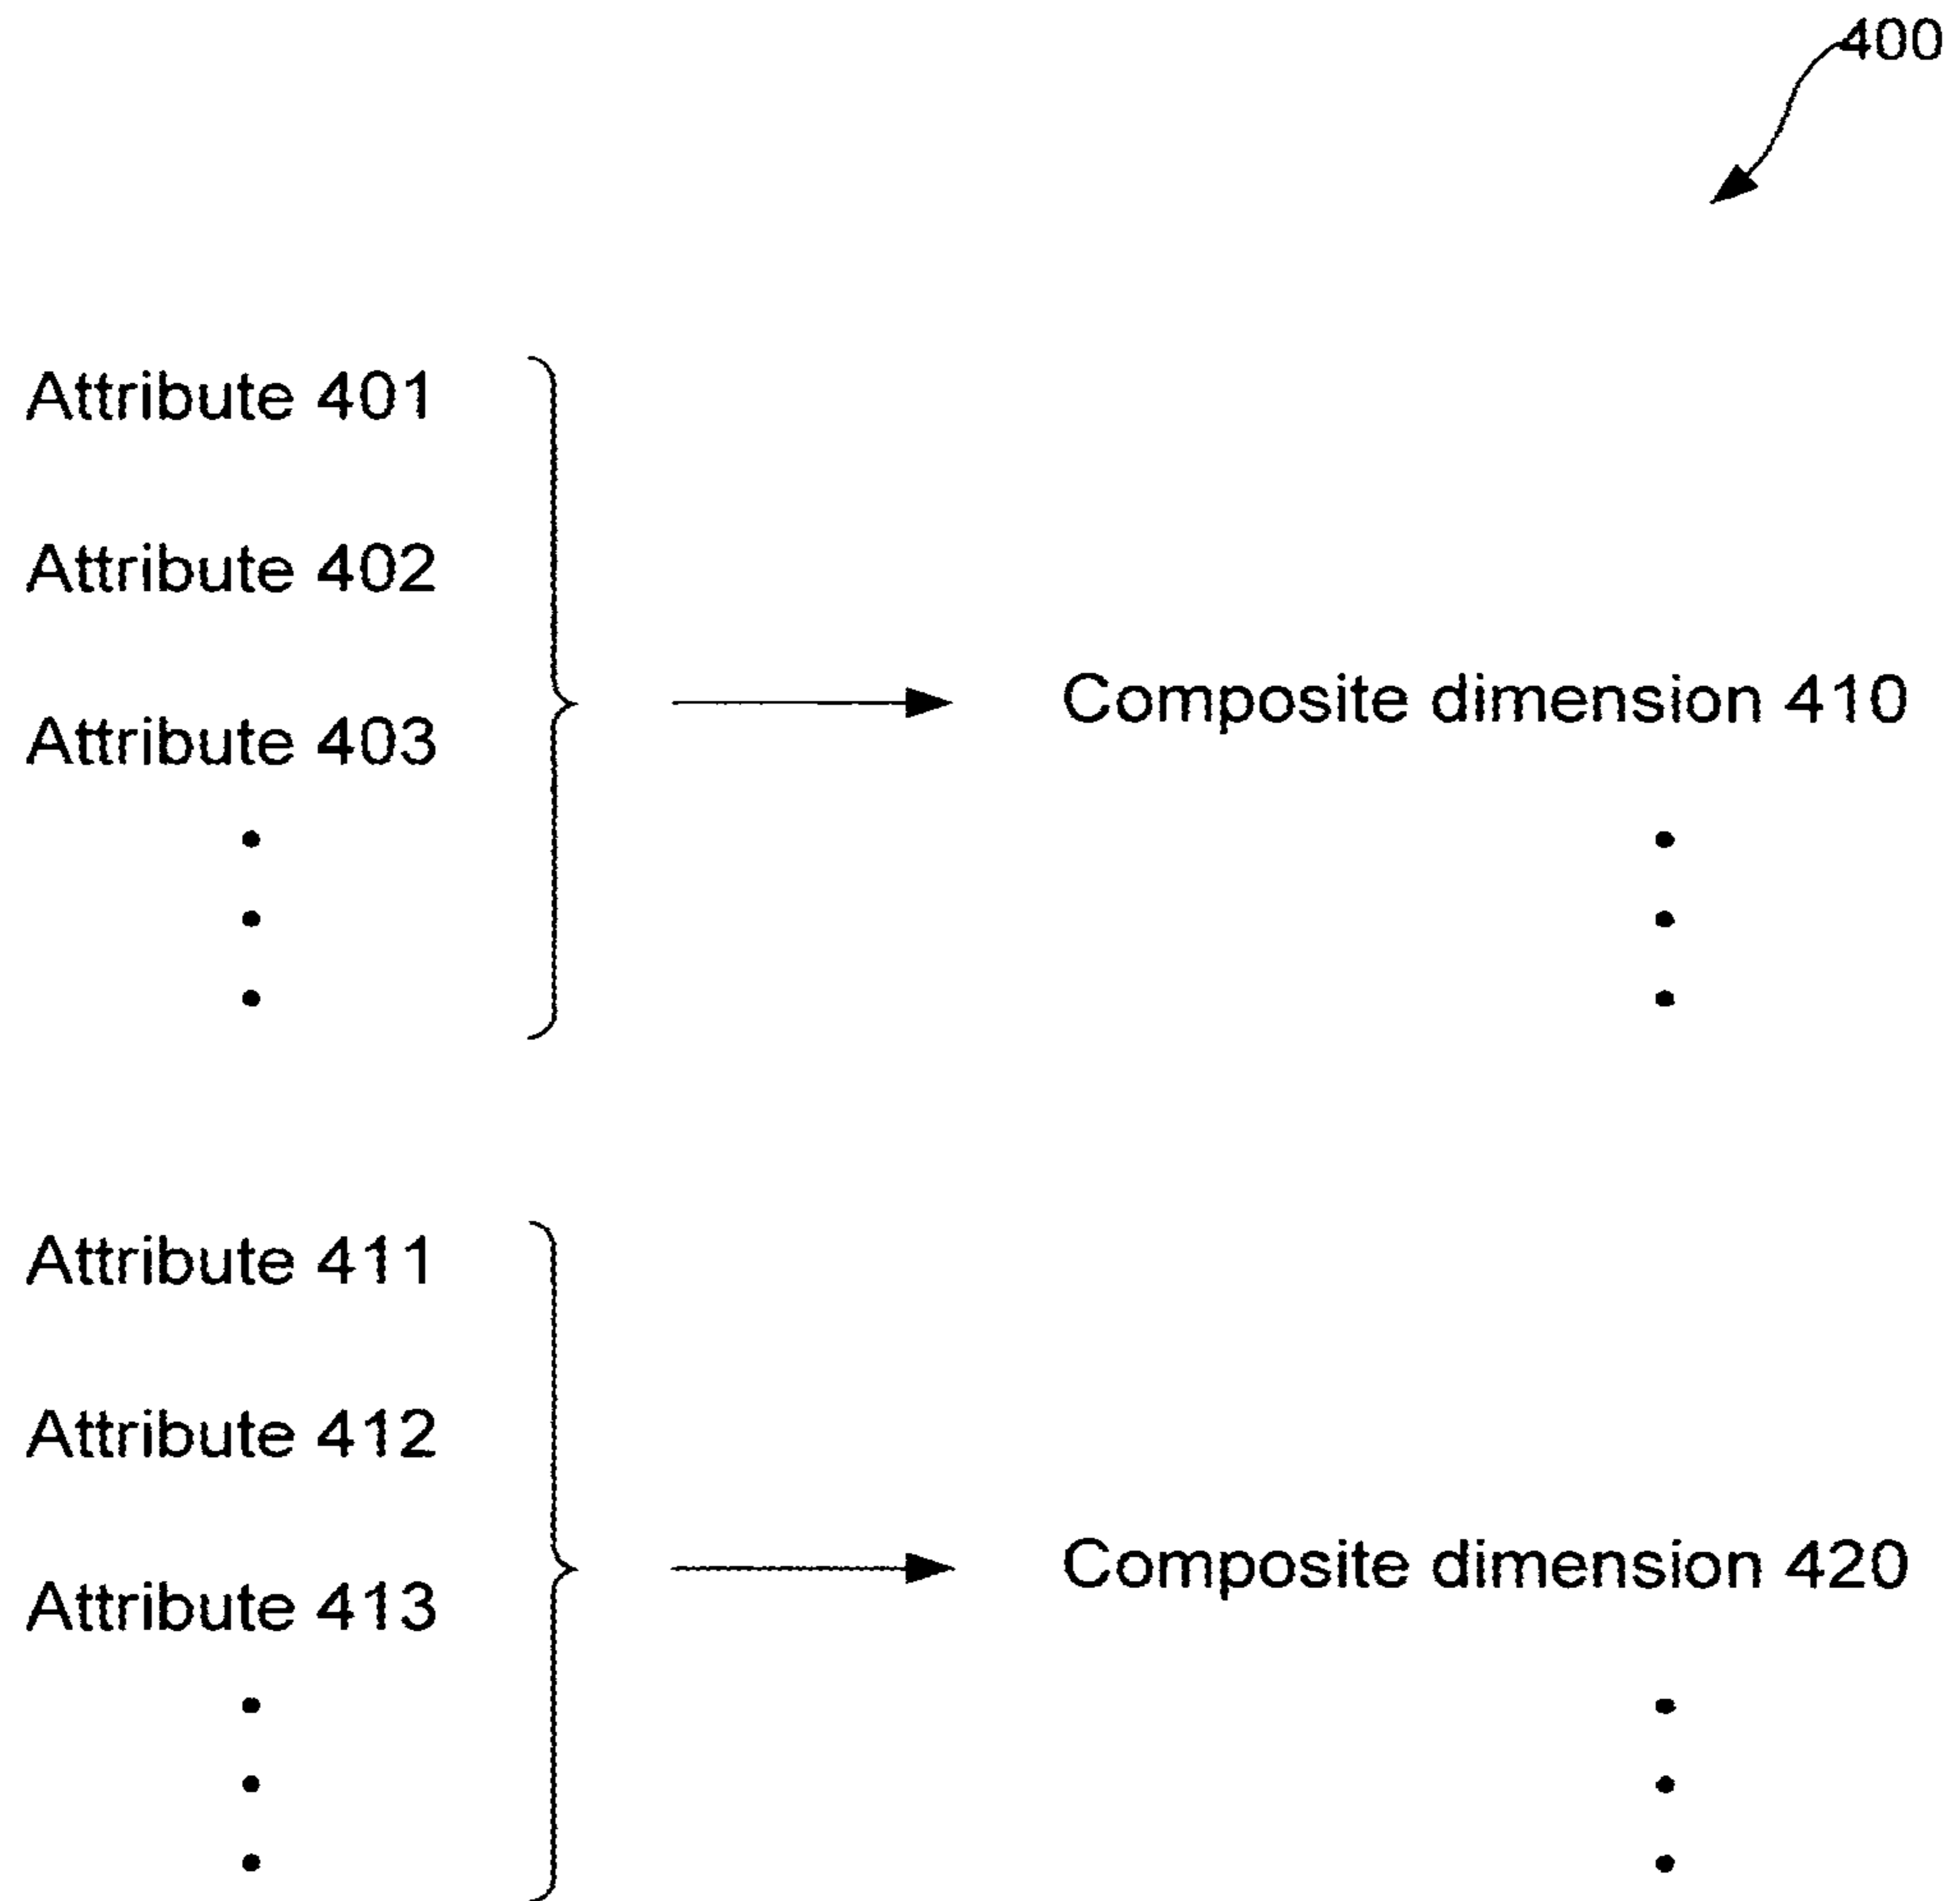 400
Attribute 401
Attribute 402
Attribute 403
Composite dimension 410
Attribute 411
Attribute 412
Attribute 413
Composite dimension 420